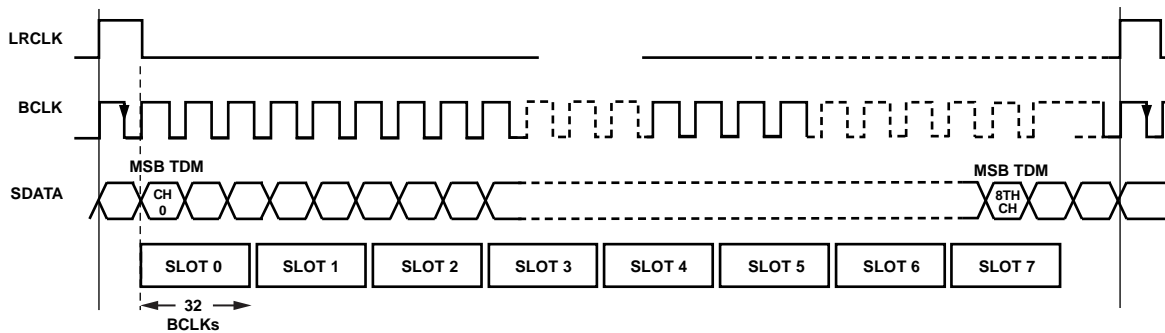 LRCLK
BCLK
MSB TDM
MSB TDM
SDATA
CH
0
8TH
CH
SLOT 0
SLOT 1
SLOT 2
SLOT 3
SLOT 4
SLOT 5
SLOT 6
SLOT 7
32
BCLKs